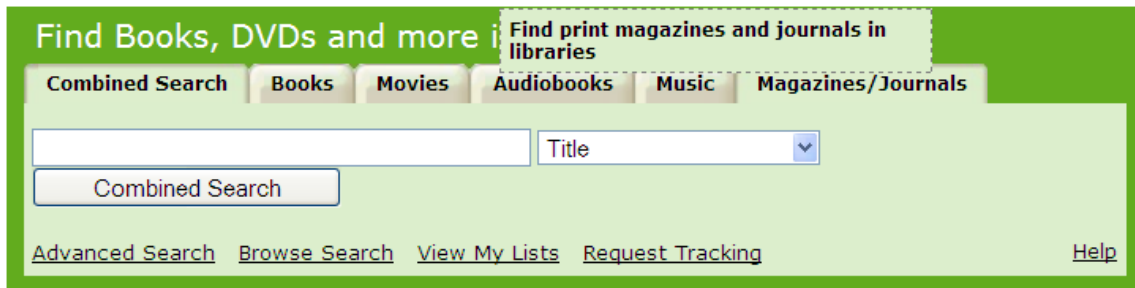 Find Books, DVDs and more i
Find print magazines and journals in
libraries
Combined Search Books Movies Audiobooks Music Magazines/Journals
Title
Combined Search
Advanced Search Browse Search View My Lists Request Tracking Help